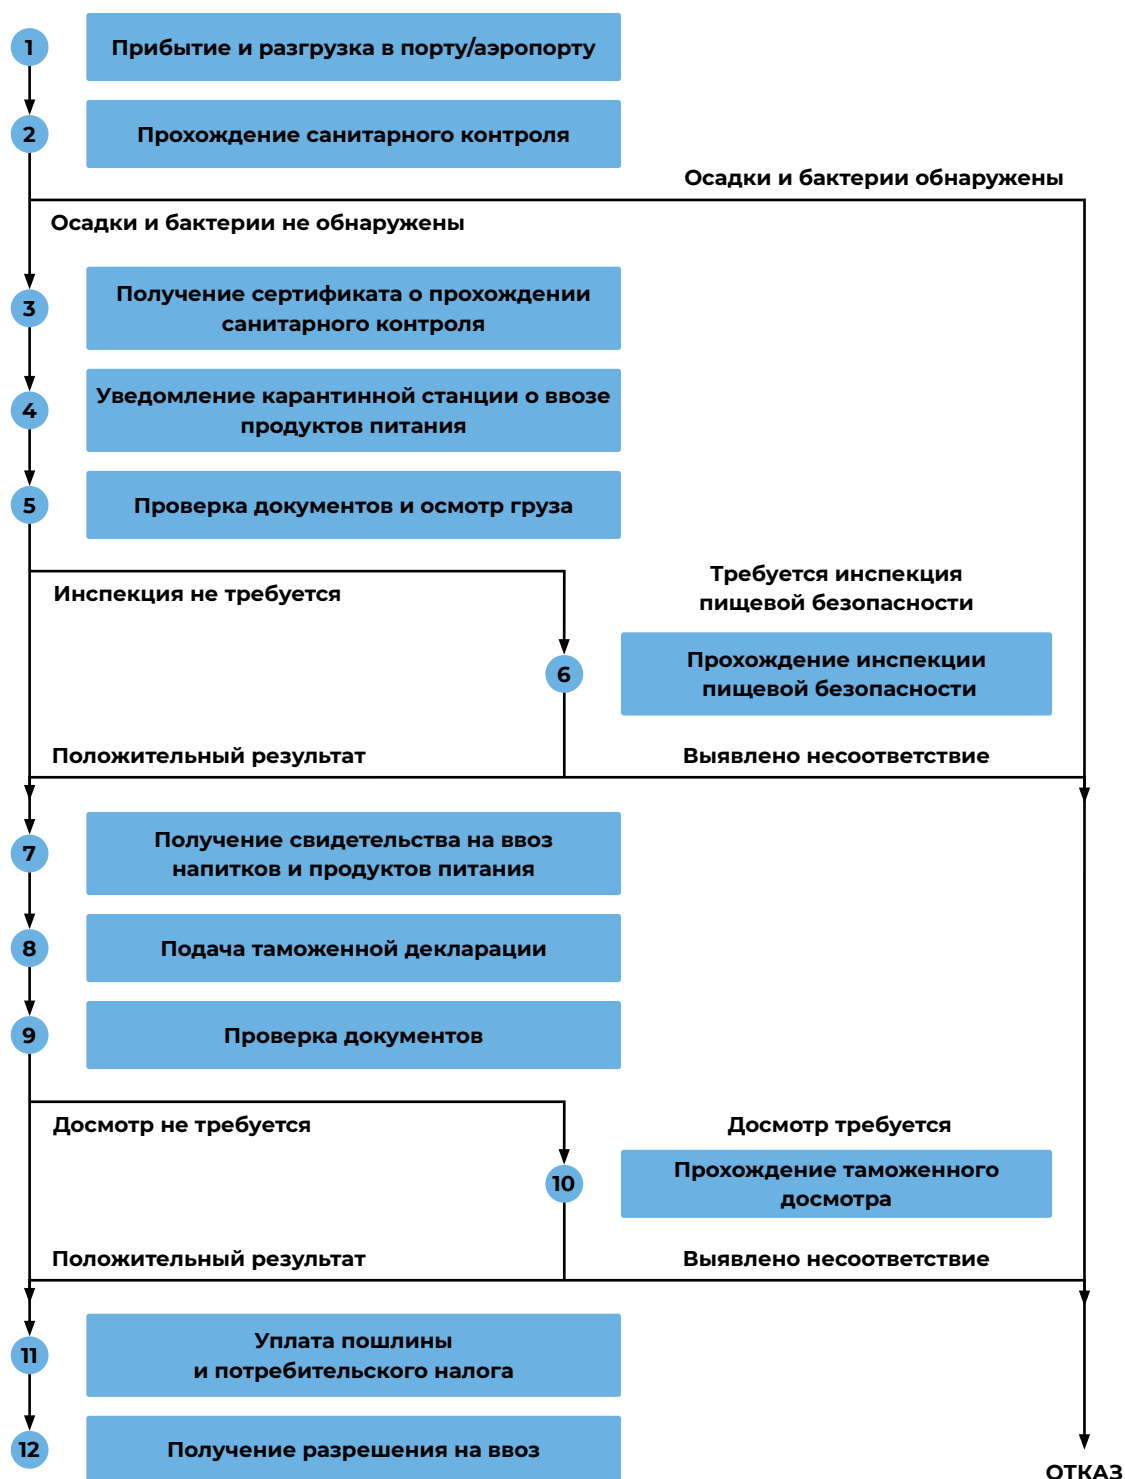 1
Прибытие и разгрузка в порту/аэропорту
2
Прохождение санитарного контроля
Осадки и бактерии обнаружены
Осадки и бактерии не обнаружены
3
Получение сертификата о прохождении
санитарного контроля
4
Уведомление карантинной станции о ввозе
продуктов питания
5
Проверка документов и осмотр груза
Инспекция не требуется
Требуется инспекция
пищевой безопасности
6
Прохождение инспекции
пищевой безопасности
Положительный результат
Выявлено несоответствие
7
Получение свидетельства на ввоз
напитков и продуктов питания
8
Подача таможенной декларации
9
Проверка документов
Досмотр не требуется
Досмотр требуется
10
Прохождение таможенного
досмотра
Положительный результат
Выявлено несоответствие
11
Уплата пошлины
и потребительского налога
12
Получение разрешения на ввоз
ОТКАЗ